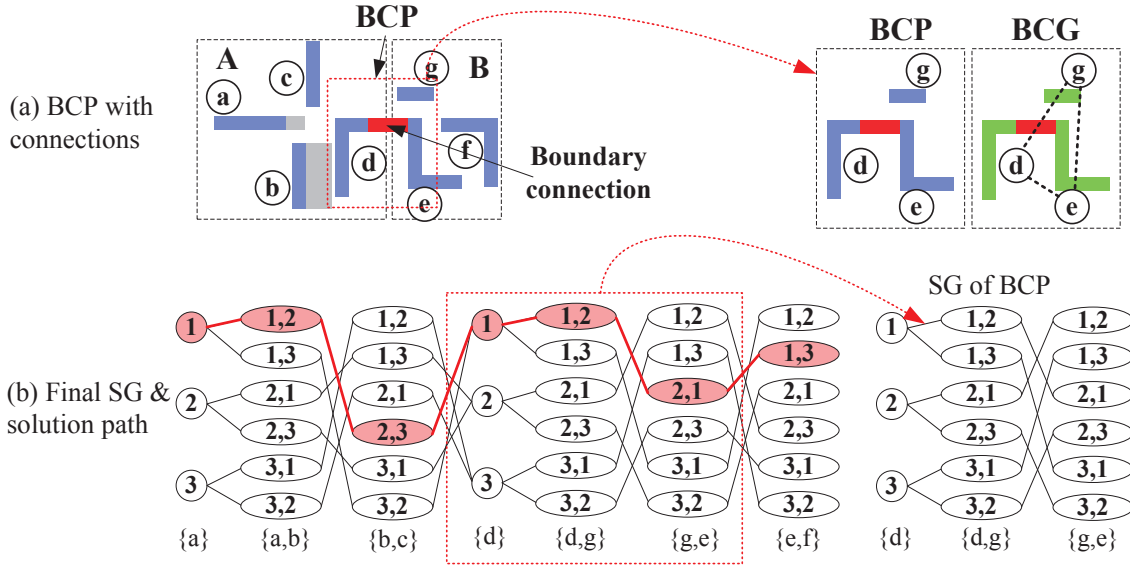 BCP
A
B
c
g
a
(a) BCP with
connections
d
f
b
Boundary
connection
e
BCP
BCG
g
g
d
d
e
e
SG of BCP
(b) Final SG &
solution path
1
2
3
{a}
1,2
1,3
2,1
2,3
3,1
3,2
{a,b}
1,2
1,3
2,1
2,3
3,1
3,2
{b,c}
1
2
3
{d}
1,2
1,3
2,1
2,3
3,1
3,2
{d,g}
1,2
1,3
2,1
2,3
3,1
3,2
{g,e}
1,2
1,3
2,1
2,3
3,1
3,2
{e,f}
1
2
3
{d}
1,2
1,3
2,1
2,3
3,1
3,2
{d,g}
1,2
1,3
2,1
2,3
3,1
3,2
{g,e}